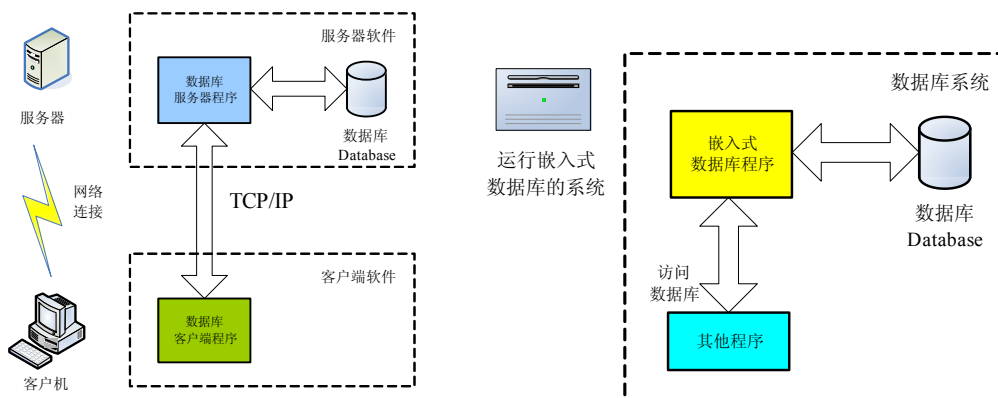 服务器软件
数据库
服务器程序
数据库
Database
服务器
网络
连接
TCP/IP
客户端软件
数据库
客户端程序
客户机
数据库系统
嵌入式
数据库程序
运行嵌入式
数据库的系统
数据库
Database
访问
数据库
其他程序